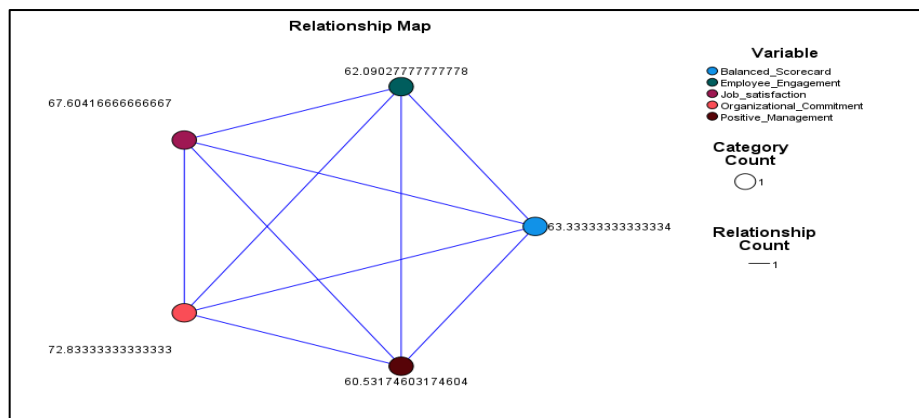 Relationship Map
62.09027777777778
67.60416666666667
63.33333333333334
72.83333333333333
60.53174603174604
Variable
Balanced_Scorecard
Employee_Engagement
Job_satisfaction
Organizational_Commitment
Positive_Management
Category
Count
1
Relationship
Count
1